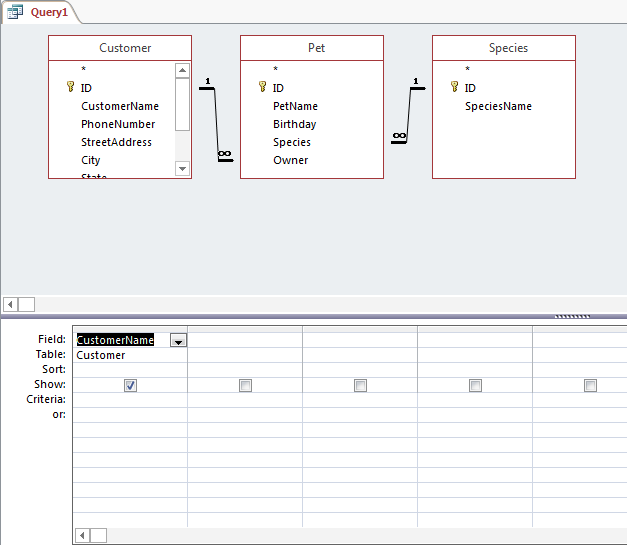 Query1
Customer
*
ID
CustomerName
PhoneNumber
StreetAddress
City
State
1
∞
Pet
*
ID
PetName
Birthday
Species
Owner
∞
1
Species
*
ID
SpeciesName
Field: CustomerName
Table: Customer
Sort:
Show:
Criteria:
or: